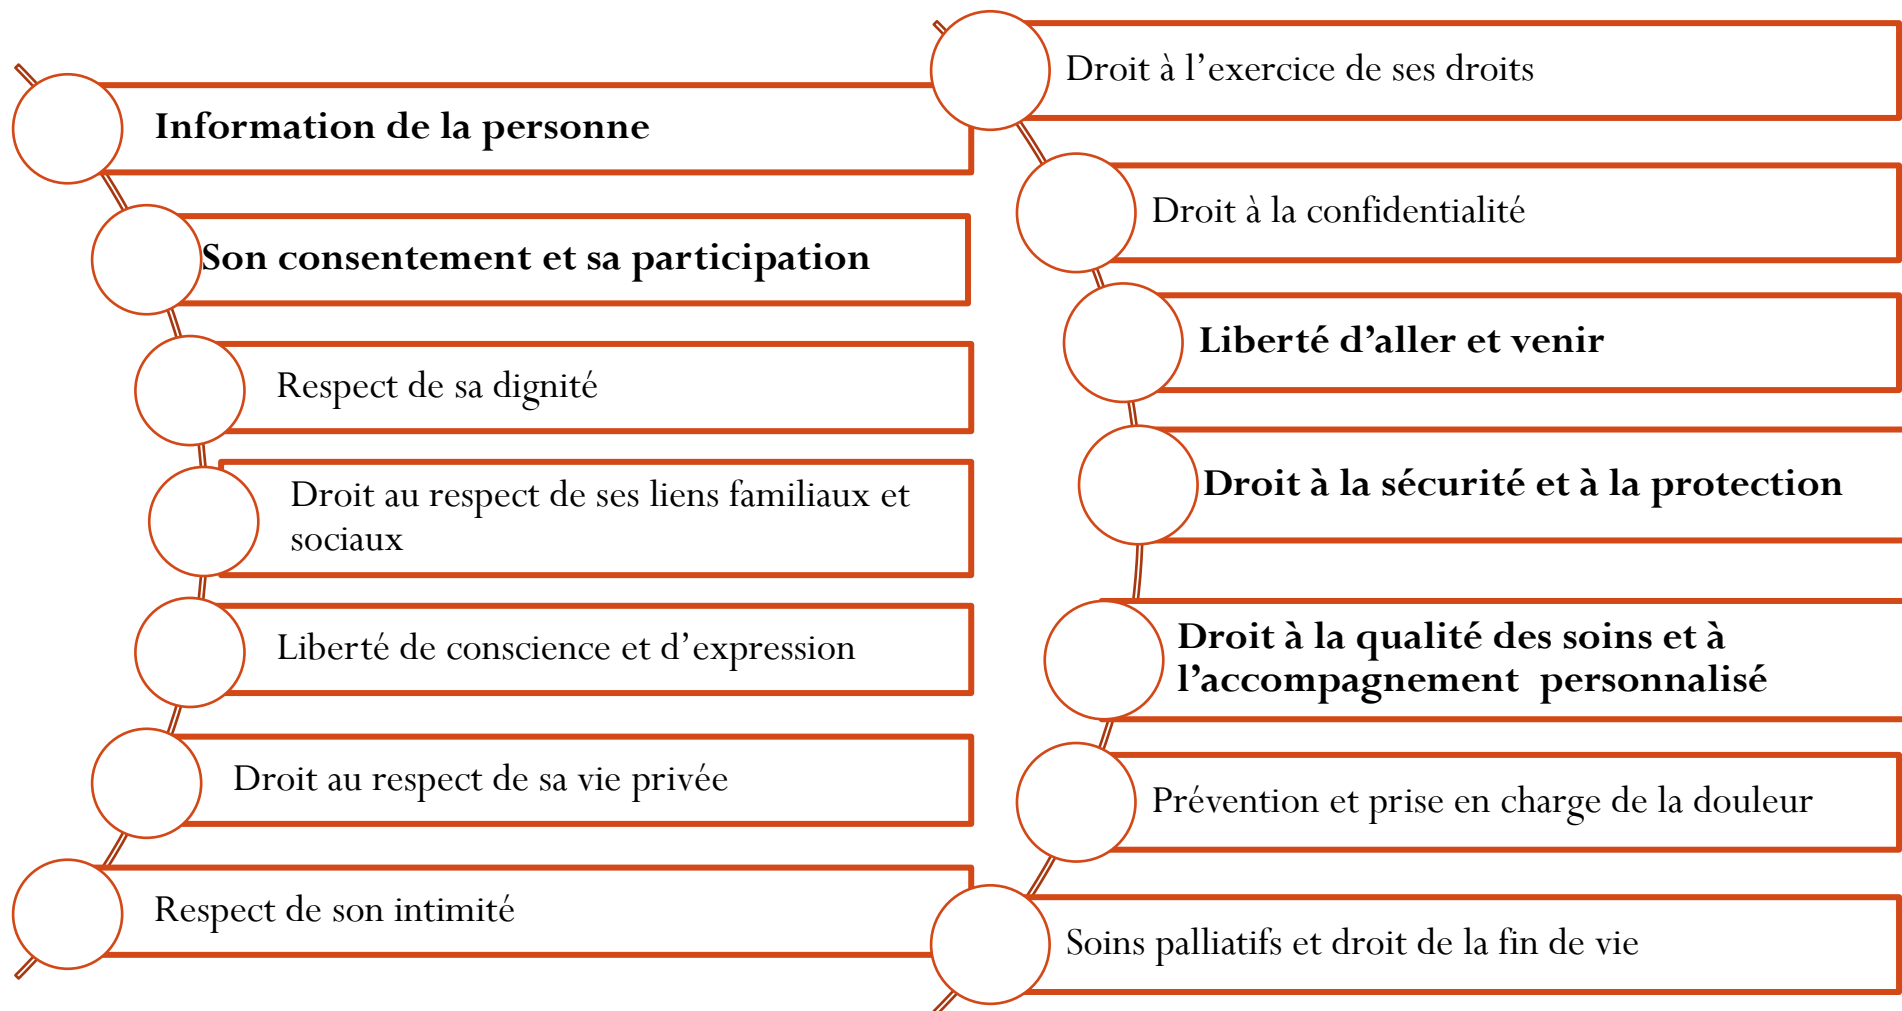 Information de la personne
Son consentement et sa participation
Respect de sa dignité
Droit au respect de ses liens familiaux et
sociaux
Liberté de conscience et d’expression
Droit au respect de sa vie privée
Respect de son intimité
Droit à l’exercice de ses droits
Droit à la confidentialité
Liberté d’aller et venir
Droit à la sécurité et à la protection
Droit à la qualité des soins et à
l’accompagnement  personnalisé
Prévention et prise en charge de la douleur
Soins palliatifs et droit de la fin de vie